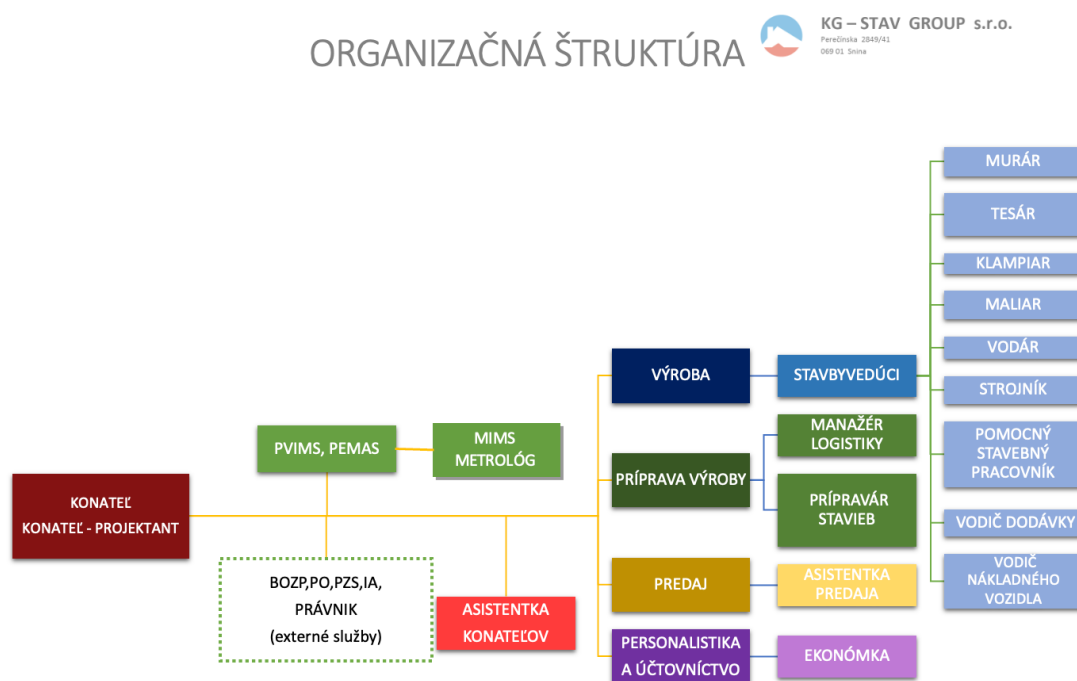 ORGANIZAČNÁ ŠTRUKTÚRA
KG – STAV GROUP s.r.o.
Perečínska 2849/41
069 01 Snina
MURÁR
TESÁR
KLAMPIAR
MALIAR
VODÁR
STROJNÍK
POMOCNÝ
STAVEBNÝ
PRACOVNÍK
VODIČ DODÁVKY
VODIČ
NÁKLADNÉHO
VOZIDLA
VÝROBA
STAVBYVEDÚCI
MANAŽÉR
LOGISTIKY
PRÍPRAVA VÝROBY
PRÍPRAVÁR
STAVIEB
PREDAJ
ASISTENTKA
PREDAJA
PERSONALISTIKA
A ÚČTOVNÍCTVO
EKONÓMKA
PVIMS, PEMAS
MIMS
METROLÓG
KONATEĽ
KONATEĽ - PROJEKTANT
BOZP,PO,PZS,IA,
PRÁVNIK
(externé služby)
ASISTENTKA
KONATEĽOV